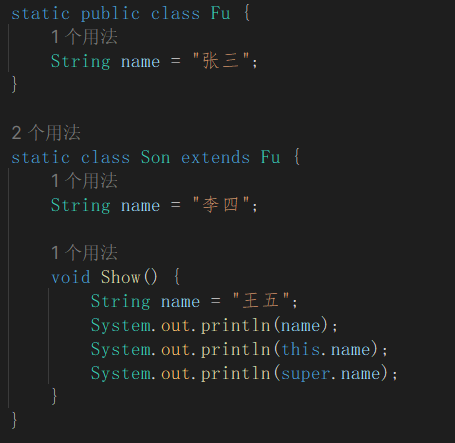 static public class Fu {
1 个用法
String name = "张三";
}
2 个用法
static class Son extends Fu {
1 个用法
String name = "李四";
1 个用法
void Show() {
String name = "王五";
System.out.println(name);
System.out.println(this.name);
System.out.println(super.name);
}
}